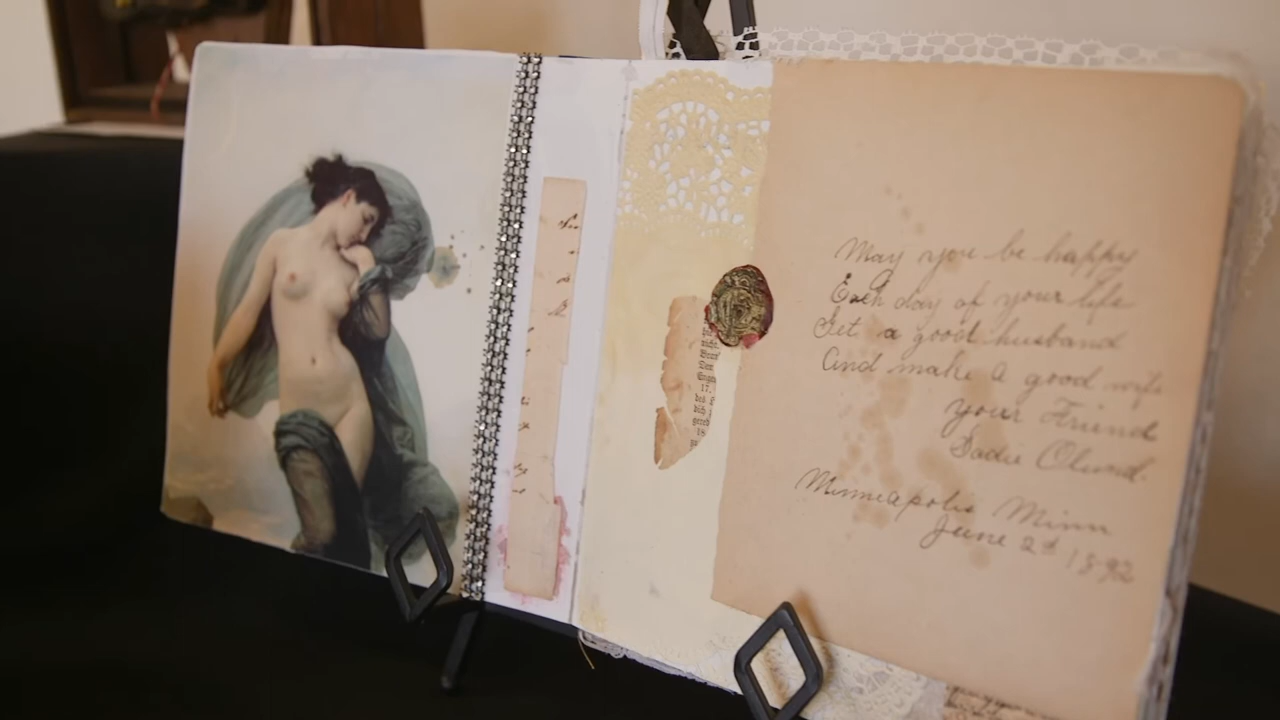 May you be happy
Each day of your life
Get a good husband
And make a good wife
your Friend
Sadie Olund.
Minneapolis Minn
June 2nd 1892